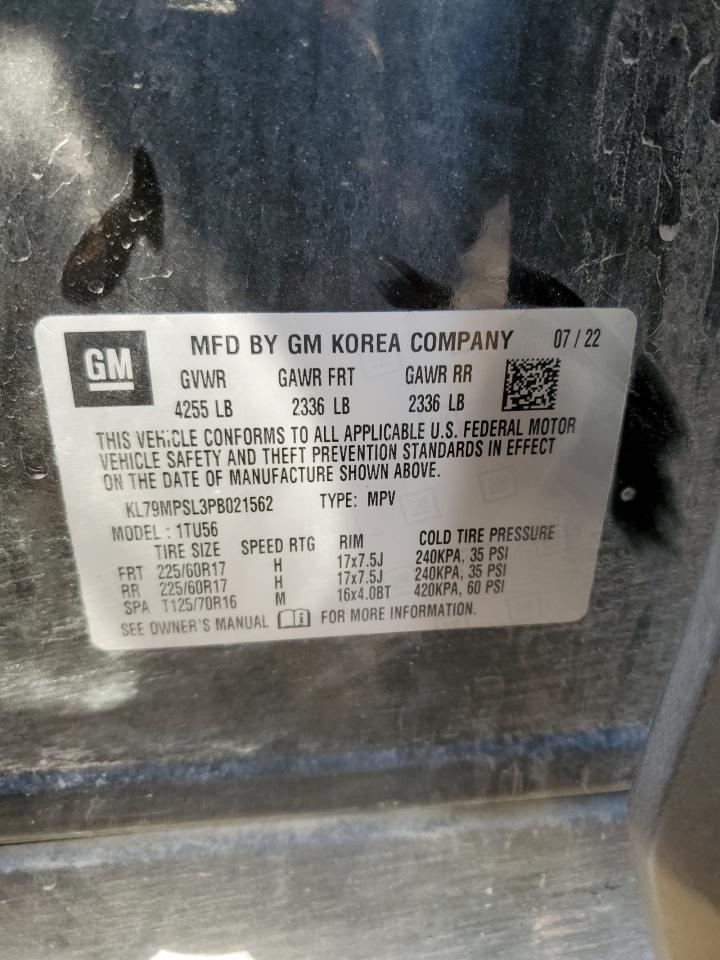 GM
MFD BY GM KOREA COMPANY 07 / 22
GVWR GAWR FRT GAWR RR
4255 LB 2336 LB 2336 LB
THIS VEHICLE CONFORMS TO ALL APPLICABLE U.S. FEDERAL MOTOR
VEHICLE SAFETY AND THEFT PREVENTION STANDARDS IN EFFECT
ON THE DATE OF MANUFACTURE SHOWN ABOVE.
KL79MPSL3PB021562 TYPE: MPV
MODEL : 1TU56
TIRE SIZE SPEED RTG RIM COLD TIRE PRESSURE
FRT 225/60R17 H 17x7.5J 240KPA, 35 PSI
RR 225/60R17 H 17x7.5J 240KPA, 35 PSI
SPA T125/70R16 M 16x4.0BT 420KPA, 60 PSI
SEE OWNER'S MANUAL FOR MORE INFORMATION.